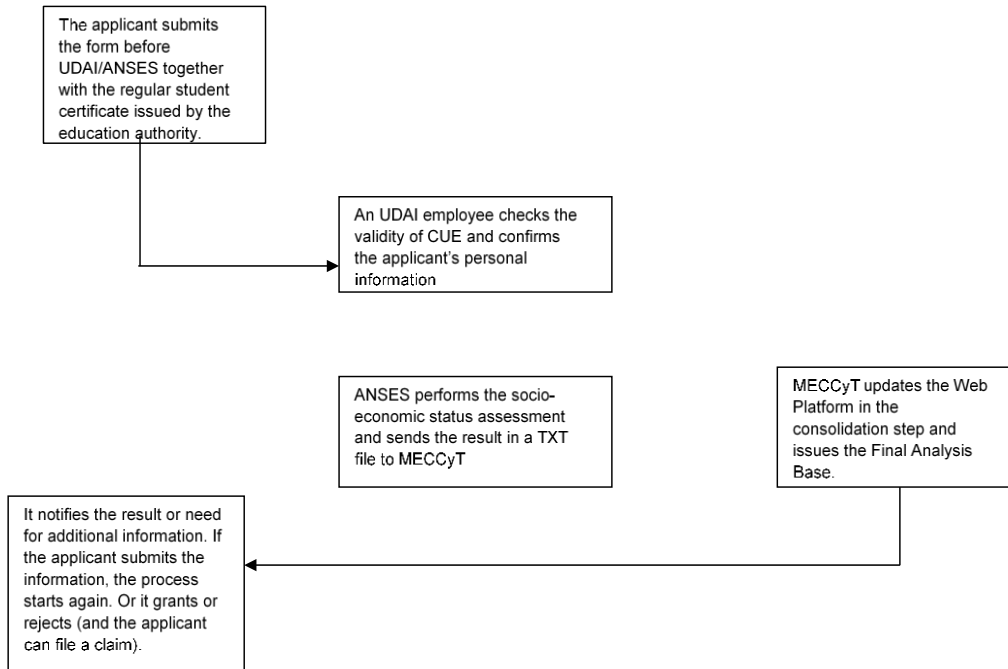 The applicant submits
the form before
UDAI/ANSES together
with the regular student
certificate issued by the
education authority.
An UDAI employee checks the
validity of CUE and confirms
the applicant's personal
information
ANSES performs the socio-
economic status assessment
and sends the result in a TXT
file to MECCyT
MECCyT updates the Web
Platform in the
consolidation step and
issues the Final Analysis
Base.
It notifies the result or need
for additional information. If
the applicant submits the
information, the process
starts again. Or it grants or
rejects (and the applicant
can file a claim).